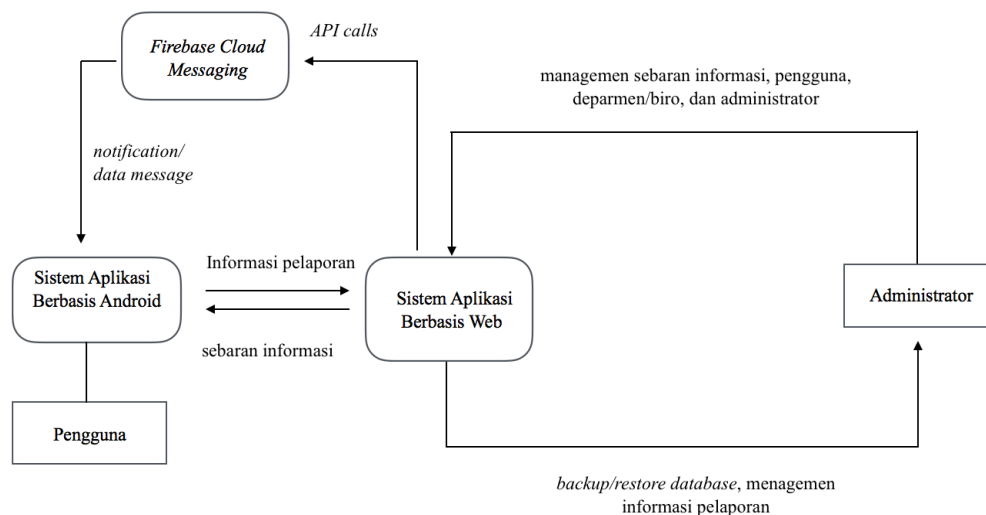 Firebase Cloud
Messaging
API calls
managemen sebaran informasi, pengguna,
deparmen/biro, dan administrator
notification/
data message
Sistem Aplikasi
Berbasis Android
Informasi pelaporan
sebaran informasi
Sistem Aplikasi
Berbasis Web
Administrator
Pengguna
backup/restore database, menagemen
informasi pelaporan